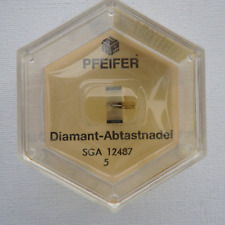 PFEIFER
Diamant-Abtastnadel
SGA 12487
5